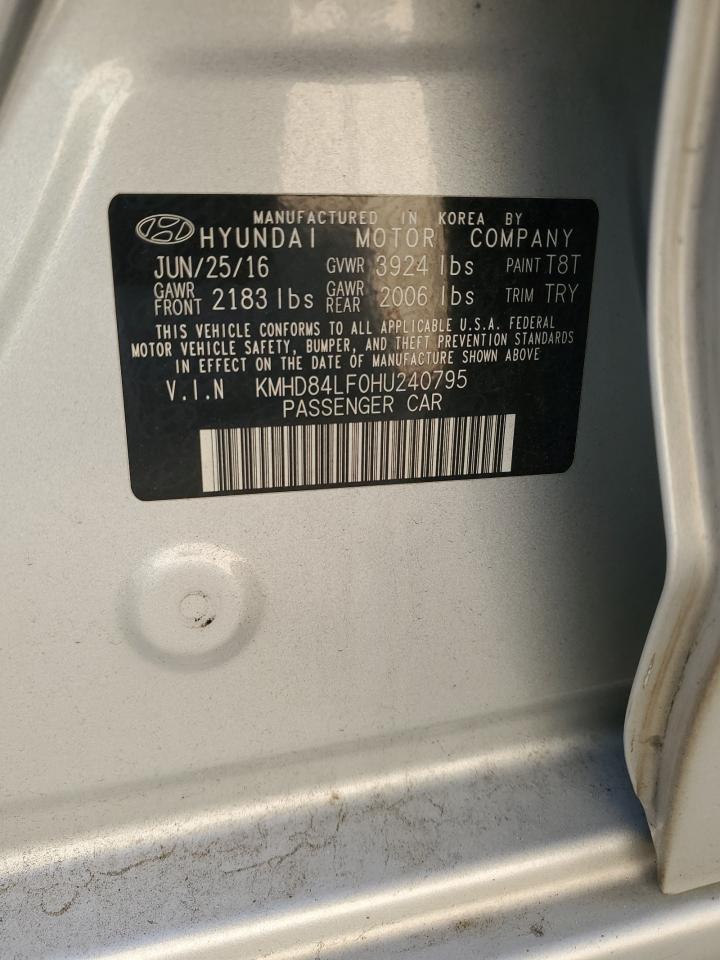 MANUFACTURED IN KOREA BY
HYUNDAI MOTOR COMPANY
JUN/25/16 GVWR 3924 lbs PAINT T8T
GAWR FRONT 2183 lbs GAWR REAR 2006 lbs TRIM TRY
THIS VEHICLE CONFORMS TO ALL APPLICABLE U.S.A. FEDERAL
MOTOR VEHICLE SAFETY, BUMPER, AND THEFT PREVENTION STANDARDS
IN EFFECT ON THE DATE OF MANUFACTURE SHOWN ABOVE
V.I.N KMHD84LF0HU240795
PASSENGER CAR